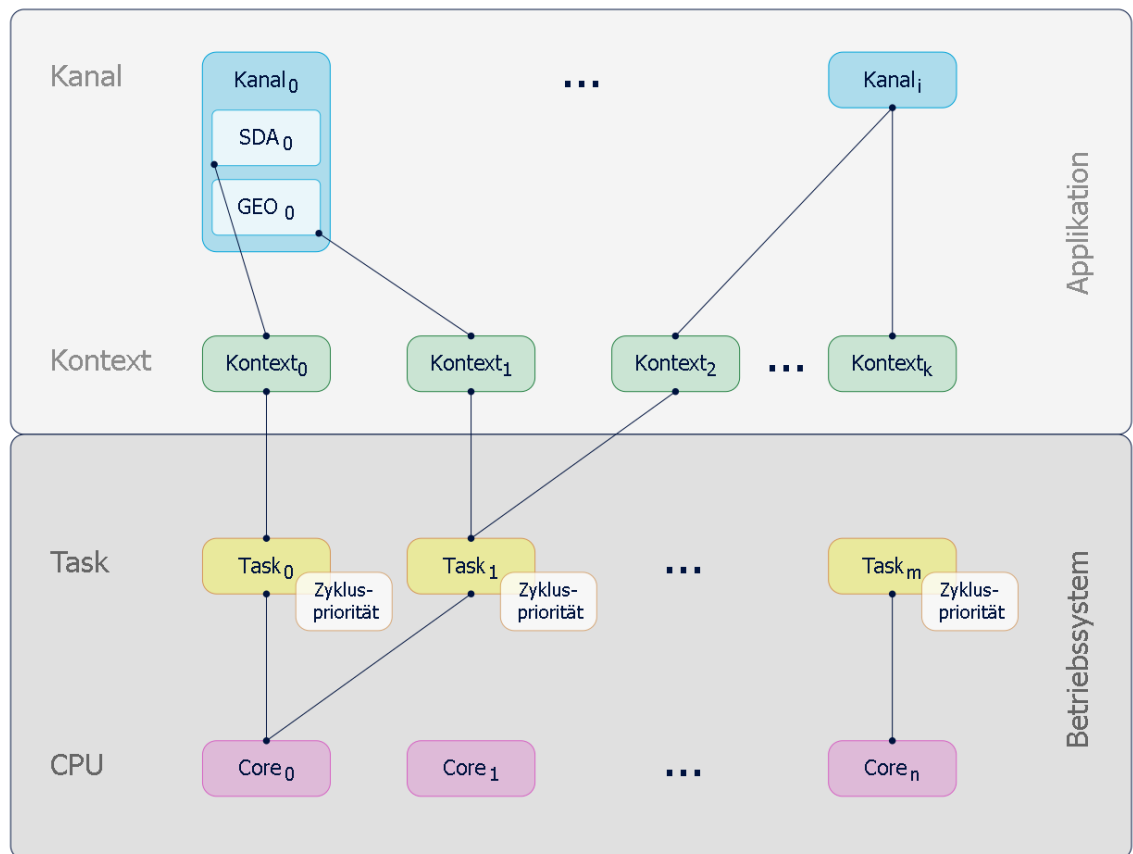 Kanal
Kanal0
...
Kanali
SDA0
GEO0
Applikation
Kontext
Kontext0
Kontext1
Kontext2
...
Kontextk
Task
Task0
Zyklus-
priorität
Task1
Zyklus-
priorität
...
Taskm
Zyklus-
priorität
Betriebssystem
CPU
Core0
Core1
...
Coren